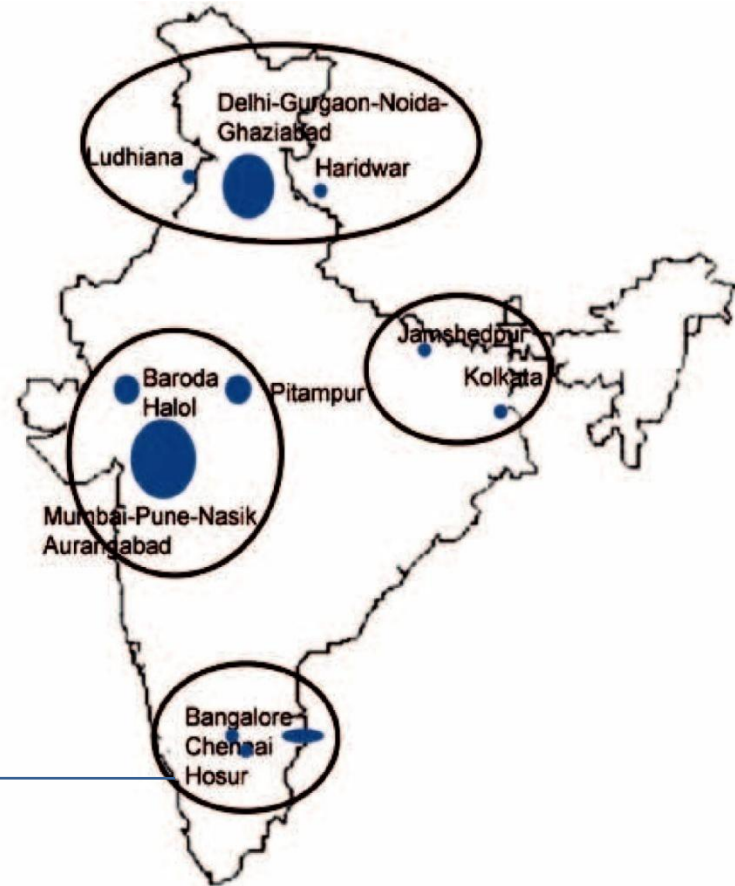 Delhi-Gurgaon-Noida-
Ghaziabad
Ludhiana
Haridwar
Jamshedpur
Kolkata
Baroda
Halol
Pitampur
Mumbai-Pune-Nasik
Aurangabad
Bangalore
Chennai
Hosur